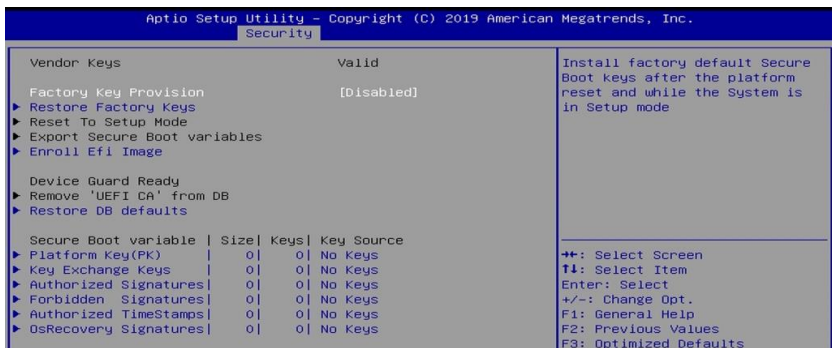 Aptio Setup Utility – Copyright (C) 2019 American Megatrends, Inc.
Security
Vendor Keys Valid
Factory Key Provision [Disabled]
► Restore Factory Keys
► Reset To Setup Mode
► Export Secure Boot variables
► Enroll Efi Image
Device Guard Ready
► Remove 'UEFI CA' from DB
► Restore DB defaults
Secure Boot variable | Size| Keys| Key Source
► Platform Key(PK) | 0| 0| No Keys
► Key Exchange Keys | 0| 0| No Keys
► Authorized Signatures| 0| 0| No Keys
► Forbidden Signatures| 0| 0| No Keys
► Authorized TimeStamps| 0| 0| No Keys
► OsRecovery Signatures| 0| 0| No Keys
Install factory default Secure
Boot keys after the platform
reset and while the System is
in Setup mode
→←: Select Screen
↑↓: Select Item
Enter: Select
+/-: Change Opt.
F1: General Help
F2: Previous Values
F3: Optimized Defaults